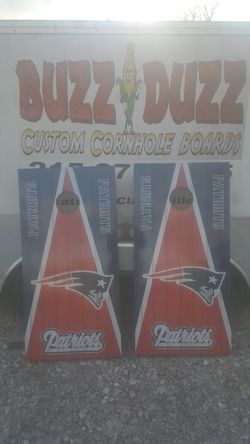 BUZZ DUZZ
CUSTOM CORNHOLE BOARDS
PATRIOTS PATRIOTS PATRIOTS PATRIOTS
Patriots Patriots